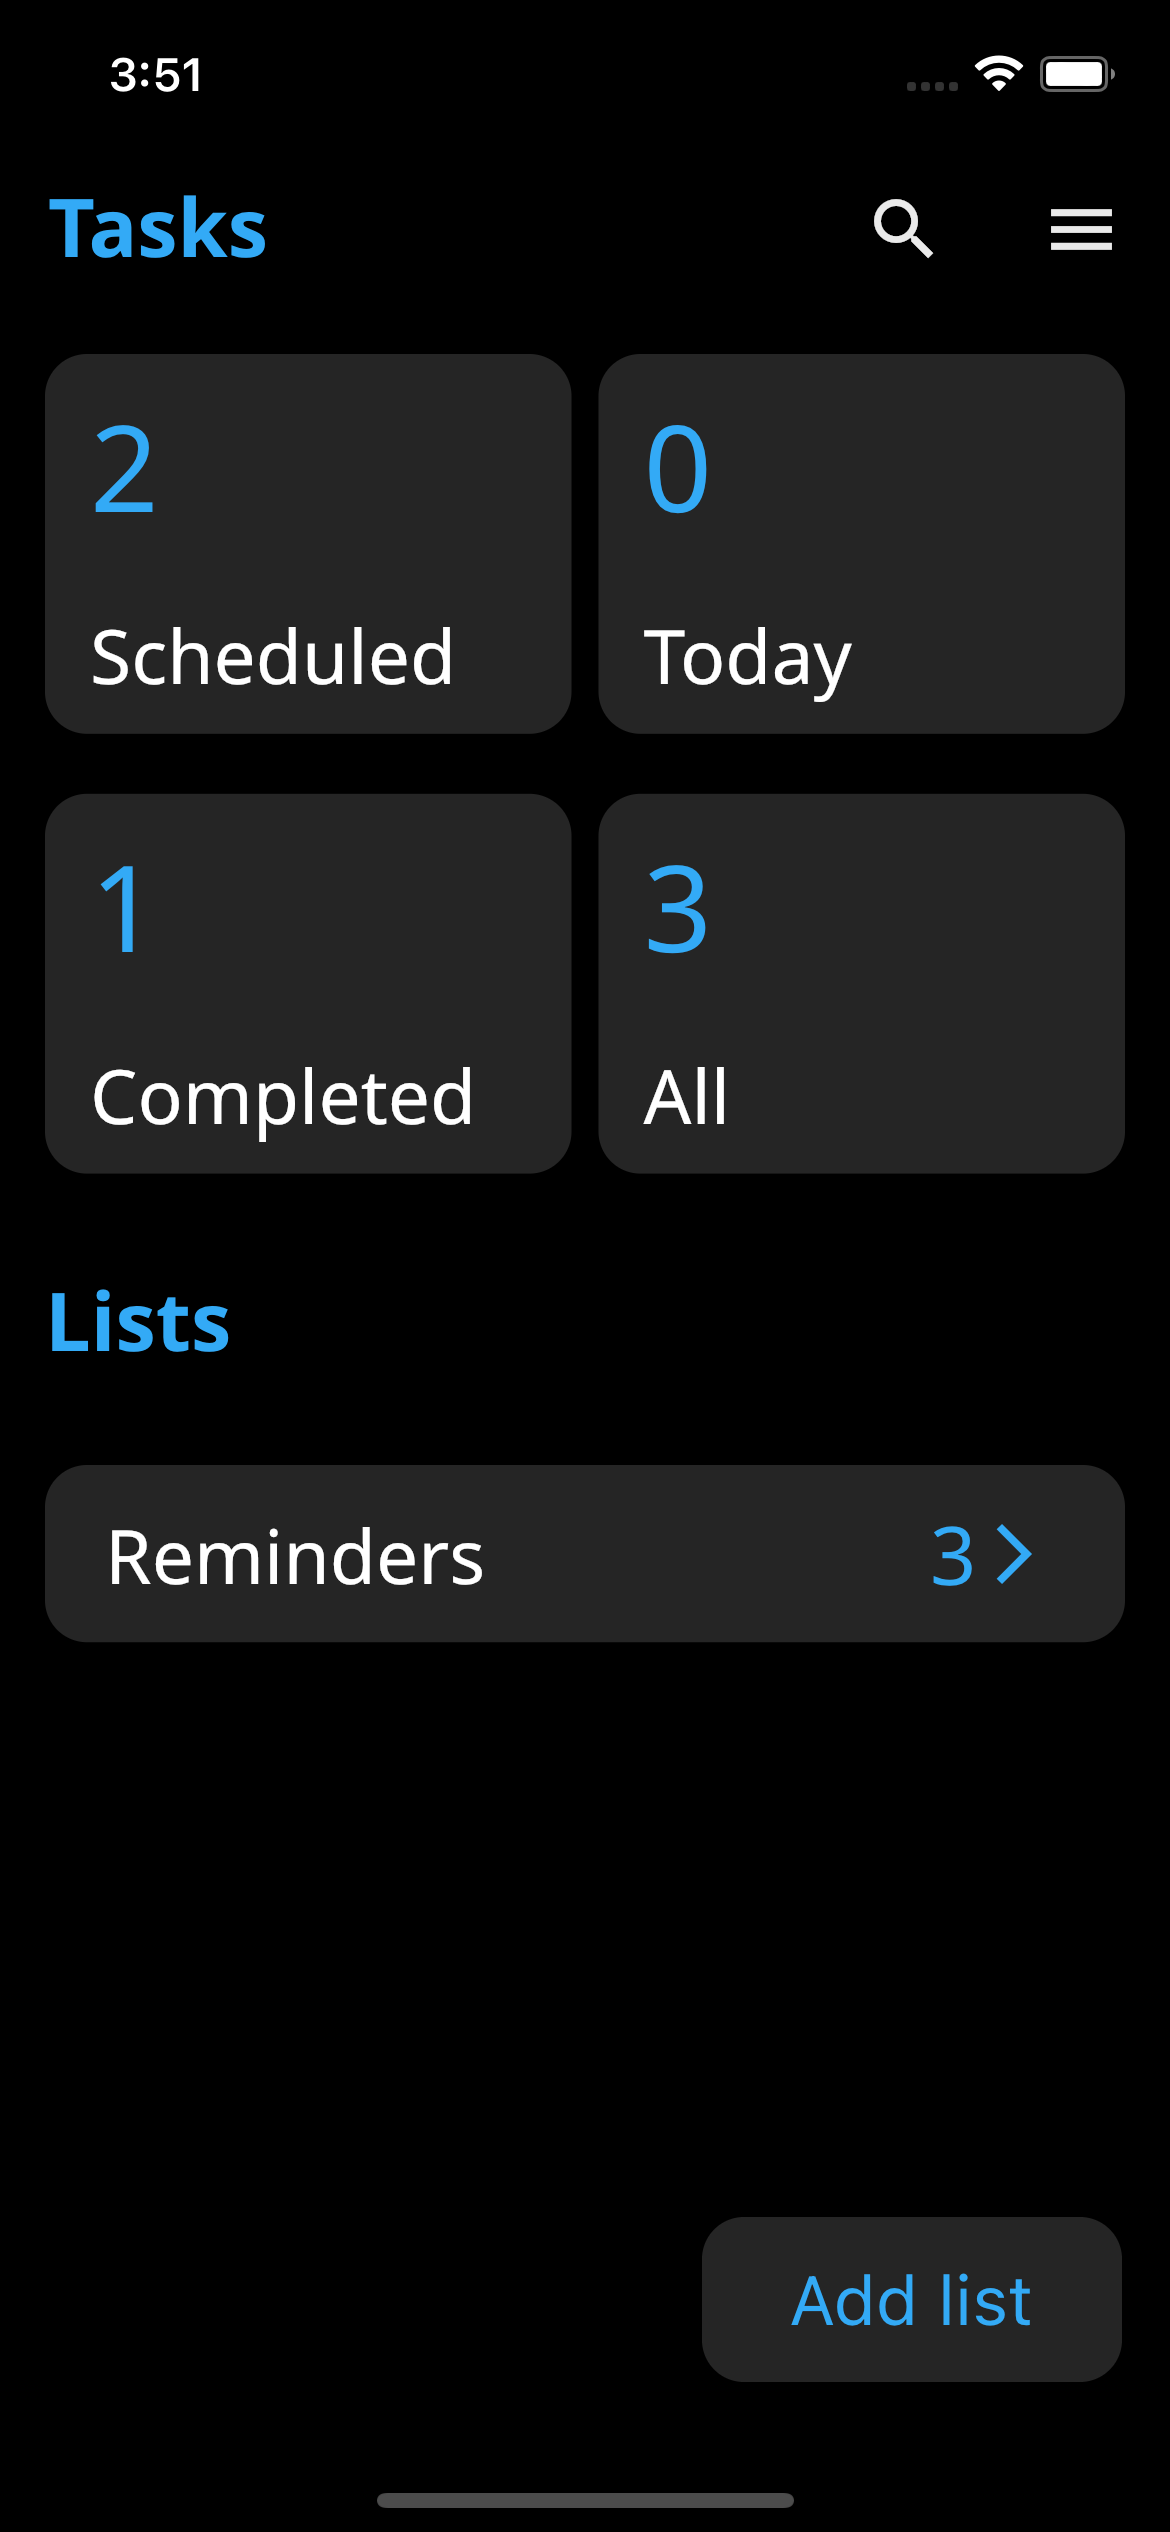 3:51
Tasks
2
Scheduled
0
Today
1
Completed
3
All
Lists
Reminders 3
Add list